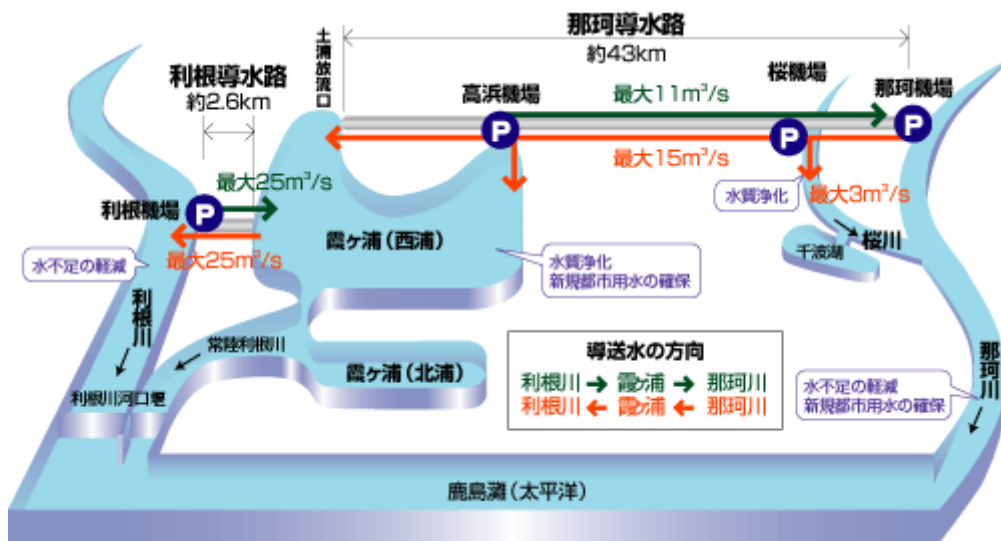 那珂導水路
約43km
土浦放流口
利根導水路
約2.6km
高浜機場
桜機場
那珂機場
最大11m³/s
最大15m³/s
P
P
P
最大25m³/s
利根機場
P
最大25m³/s
水質浄化
最大3m³/s
水不足の軽減
霞ヶ浦(西浦)
水質浄化
新規都市用水の確保
千波湖
桜川
利根川
常陸利根川
霞ヶ浦(北浦)
利根川河口堰
導送水の方向
利根川 → 霞ヶ浦 → 那珂川
利根川 ← 霞ヶ浦 ← 那珂川
那珂川
水不足の軽減
新規都市用水の確保
鹿島灘(太平洋)